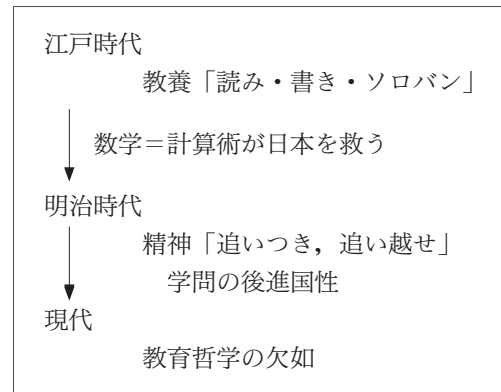 江戸時代
教養「読み・書き・ソロバン」
数学=計算術が日本を救う
明治時代
精神「追いつき，追い越せ」
学問の後進国性
現代
教育哲学の欠如